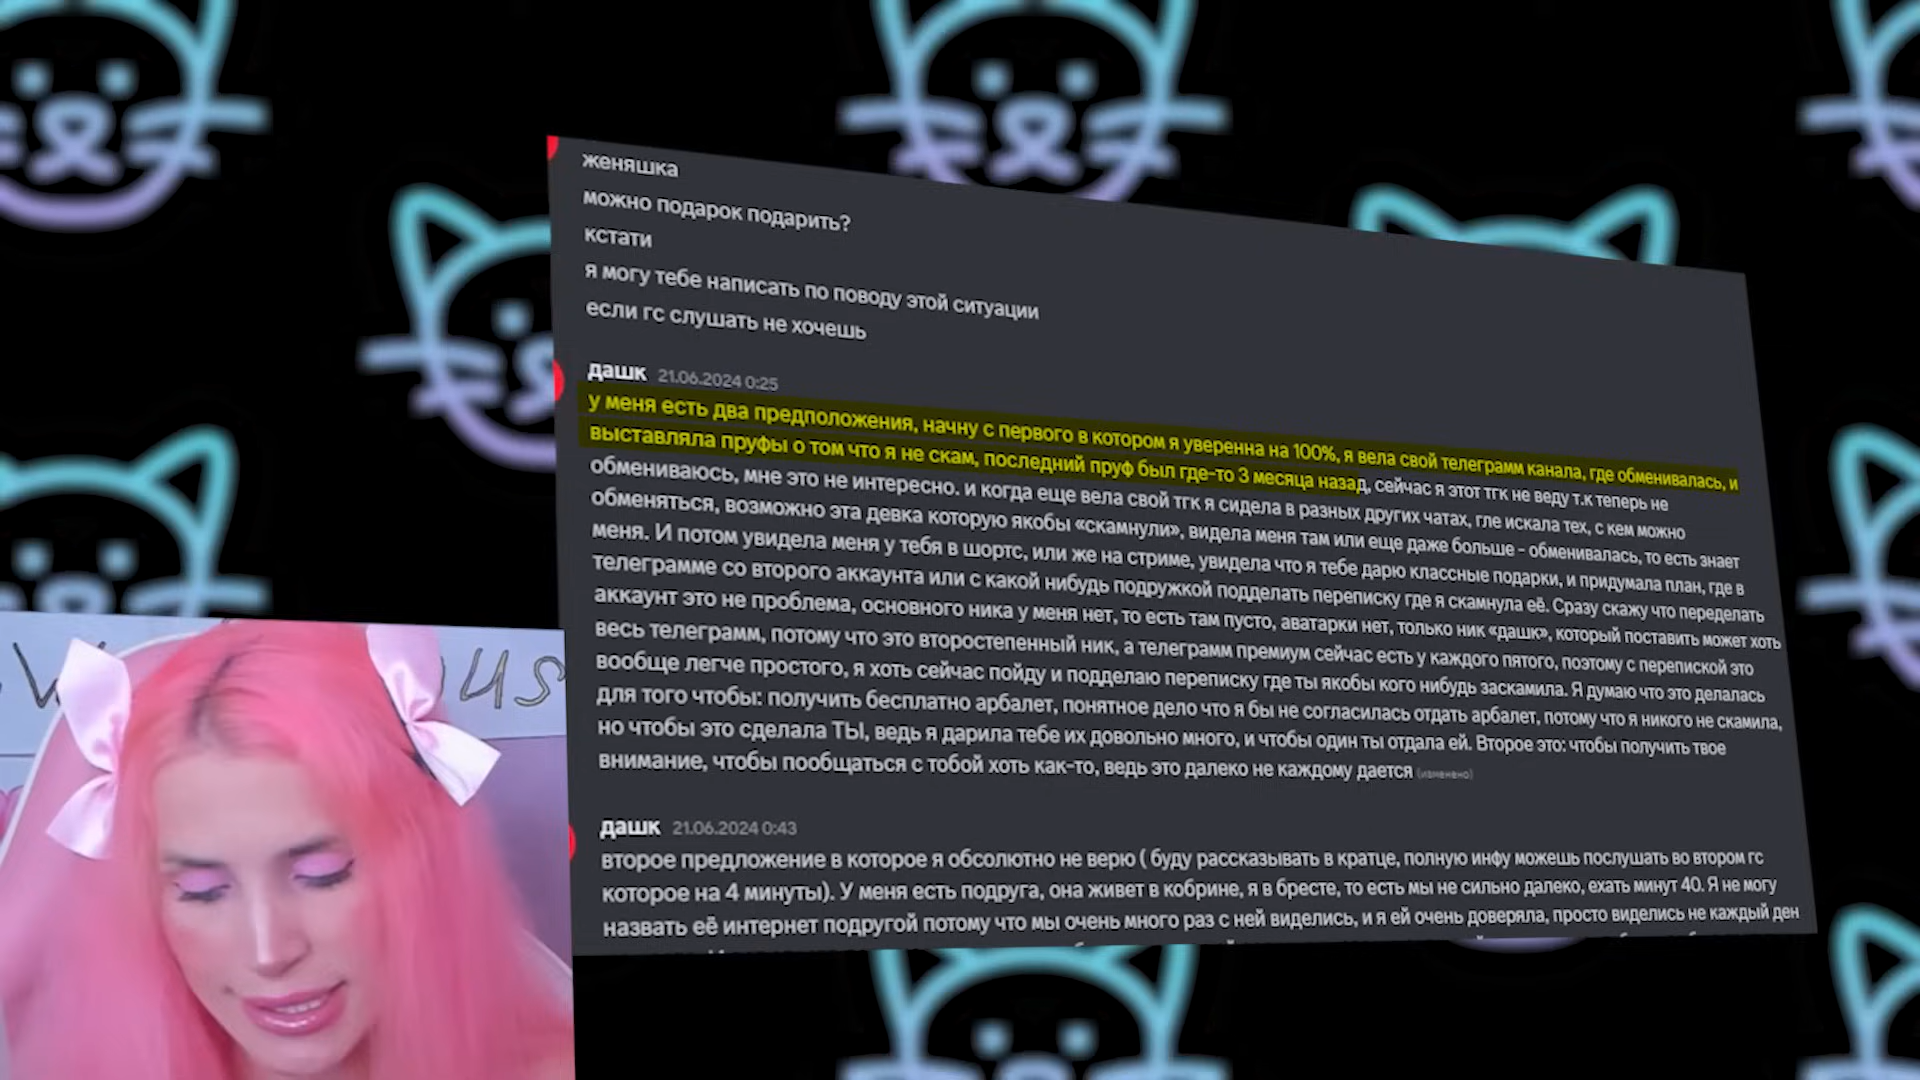 женяшка
можно подарок подарить?
кстати
я могу тебе написать по поводу этой ситуации
если гс слушать не хочешь
дашк 21.06.2024 0:25
у меня есть два предположения, начну с первого в котором я уверенна на 100%, я вела свой телеграмм канала, где обменивалась, и
выставляла пруфы о том что я не скам, последний пруф был где-то 3 месяца назад, сейчас я этот тгк не веду т.к теперь не
обмениваюсь, мне это не интересно. и когда еще вела свой тгк я сидела в разных других чатах, гле искала тех, с кем можно
обменяться, возможно эта девка которую якобы «скамнули», видела меня там или еще даже больше - обменивалась, то есть знает
меня. И потом увидела меня у тебя в шортс, или же на стриме, увидела что я тебе дарю классные подарки, и придумала план, где в
телеграмме со второго аккаунта или с какой нибудь подружкой подделать переписку где я скамнула её. Сразу скажу что переделать
аккаунт это не проблема, основного ника у меня нет, то есть там пусто, аватарки нет, только ник «дашк», который поставить может хоть
весь телеграмм, потому что это второстепенный ник, а телеграмм премиум сейчас есть у каждого пятого, поэтому с перепиской это
вообще легче простого, я хоть сейчас пойду и подделаю переписку где ты якобы кого нибудь заскамила. Я думаю что это делалась
для того чтобы: получить бесплатно арбалет, понятное дело что я бы не согласилась отдать арбалет, потому что я никого не скамила,
но чтобы это сделала ТЫ, ведь я дарила тебе их довольно много, и чтобы один ты отдала ей. Второе это: чтобы получить твое
внимание, чтобы пообщаться с тобой хоть как-то, ведь это далеко не каждому дается (изменено)
дашк 21.06.2024 0:43
второе предложение в которое я обсолютно не верю ( буду рассказывать в кратце, полную инфу можешь послушать во втором гс
которое на 4 минуты). У меня есть подруга, она живет в кобрине, я в бресте, то есть мы не сильно далеко, ехать минут 40. Я не могу
назвать её интернет подругой потому что мы очень много раз с ней виделись, и я ей очень доверяла, просто виделись не каждый ден